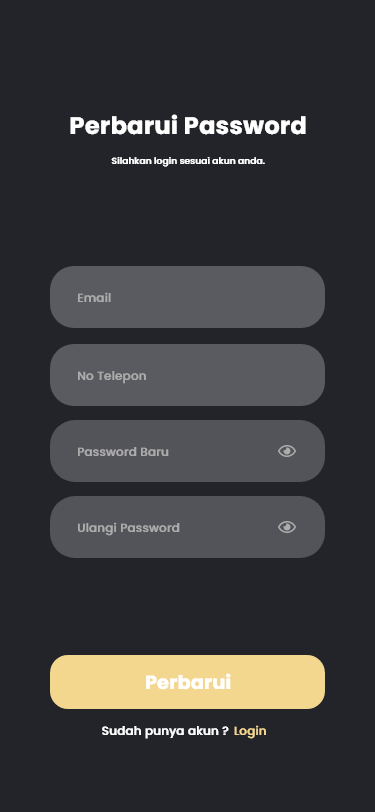 Perbarui Password
Silahkan login sesuai akun anda.
Email
No Telepon
Password Baru
Ulangi Password
Perbarui
Sudah punya akun ? Login